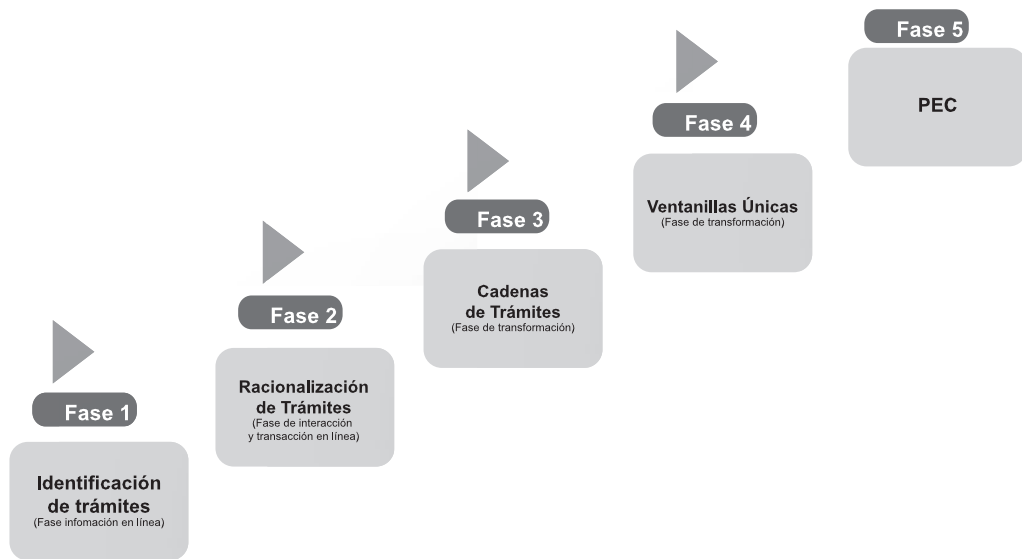 Fase 1
Identificación
de trámites
(Fase infomación en línea)
Fase 2
Racionalización
de Trámites
(Fase de interacción
y transacción en línea)
Fase 3
Cadenas
de Trámites
(Fase de transformación)
Fase 4
Ventanillas Únicas
(Fase de transformación)
Fase 5
PEC